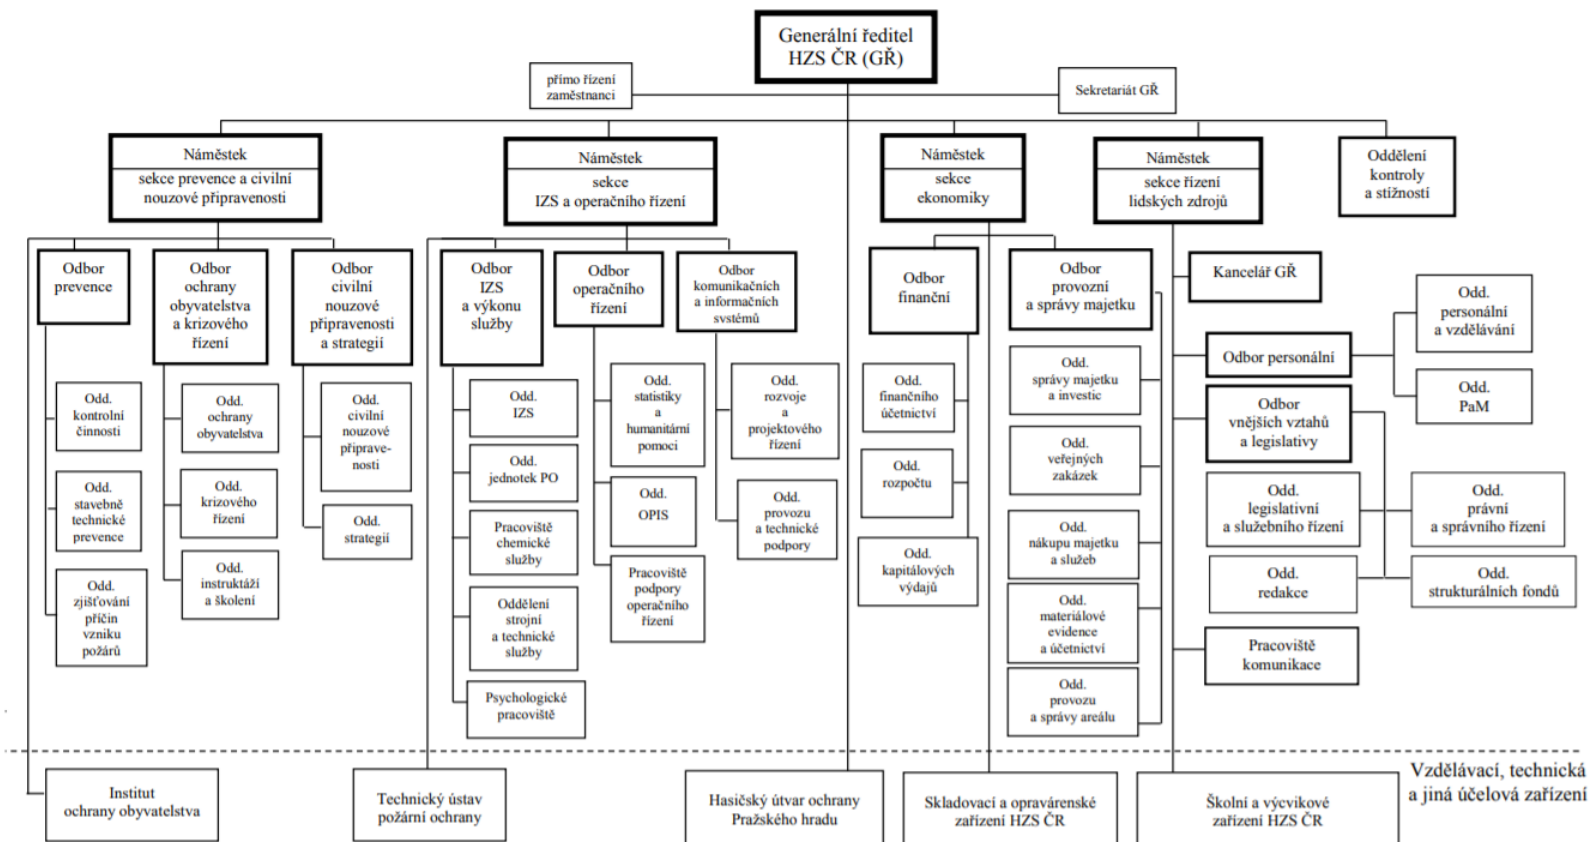 Generální ředitel
HZS ČR (GŘ)
přímo řízení
zaměstnanci
Sekretariát GŘ
Náměstek
sekce prevence a civilní
nouzové připravenosti
Náměstek
sekce
IZS a operačního řízení
Náměstek
sekce
ekonomiky
Náměstek
sekce řízení
lidských zdrojů
Oddělení
kontroly
a stížností
Odbor
prevence
Odbor
ochrany
obyvatelstva
a krizového
řízení
Odbor
civilní
nouzové
připravenosti
a strategií
Odbor
IZS
a výkonu
služby
Odbor
operačního
řízení
Odbor
komunikačních
a informačních
systémů
Odbor
finanční
Odbor
provozní
a správy majetku
Kancelář GŘ
Odbor personální
Odd.
personální
a vzdělávání
Odd.
PaM
Odbor
vnějších vztahů
a legislativy
Odd.
kontrolní
činnosti
Odd.
stavebně
technické
prevence
Odd.
zjišťování
příčin
vzniku
požárů
Odd.
ochrany
obyvatelstva
Odd.
krizového
řízení
Odd.
instruktáží
a školení
Odd.
civilní
nouzové
připrave-
nosti
Odd.
strategií
Odd.
IZS
Odd.
jednotek PO
Pracoviště
chemické
služby
Oddělení
strojní
a technické
služby
Psychologické
pracoviště
Odd.
statistiky
a
humanitární
pomoci
Odd.
OPIS
Pracoviště
podpory
operačního
řízení
Odd.
rozvoje
a
projektového
řízení
Odd.
provozu
a technické
podpory
Odd.
finančního
účetnictví
Odd.
rozpočtu
Odd.
kapitálových
výdajů
Odd.
správy majetku
a investic
Odd.
veřejných
zakázek
Odd.
nákupu majetku
a služeb
Odd.
materiálové
evidence
a účetnictví
Odd.
provozu
a správy areálu
Odd.
legislativní
a služebního řízení
Odd.
právní
a správního řízení
Odd.
redakce
Odd.
strukturálních fondů
Pracoviště
komunikace
Institut
ochrany obyvatelstva
Technický ústav
požární ochrany
Hasičský útvar ochrany
Pražského hradu
Skladovací a opravárenské
zařízení HZS ČR
Školní a výcvikové
zařízení HZS ČR
Vzdělávací, technická
a jiná účelová zařízení